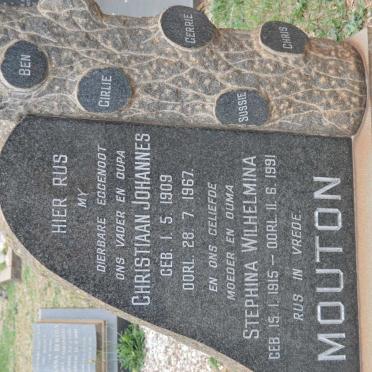 BEN
GIRLIE
GERRIE
SUSSIE
CHRIS
HIER RUS
MY
DIERBARE EGGENOOT
ONS VADER EN OUPA
CHRISTIAAN JOHANNES
GEB. 1. 5. 1909
OORL. 28. 7. 1967.
EN ONS GELIEFDE
MOEDER EN OUMA
STEPHINA WILHELMINA
GEB. 15. 1. 1915 – OORL. 11. 6. 1991
RUS IN VREDE.
MOUTON